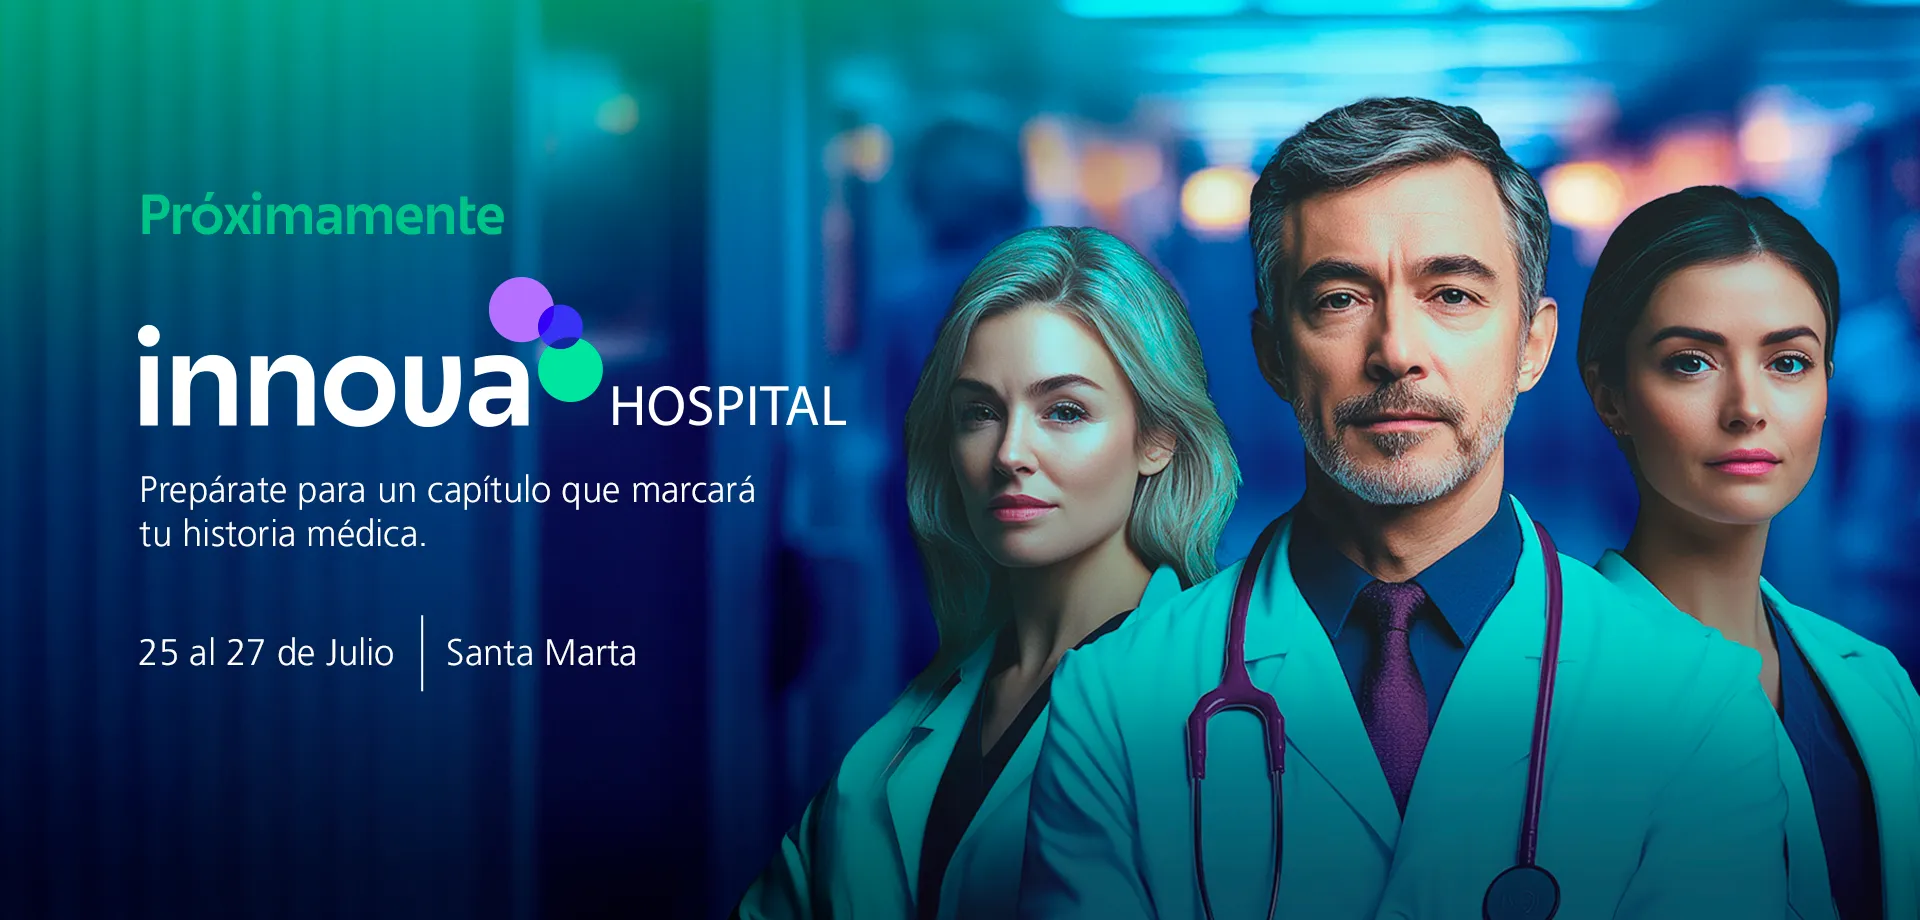 Próximamente
innova HOSPITAL
Prepárate para un capítulo que marcará
tu historia médica.
25 al 27 de Julio | Santa Marta